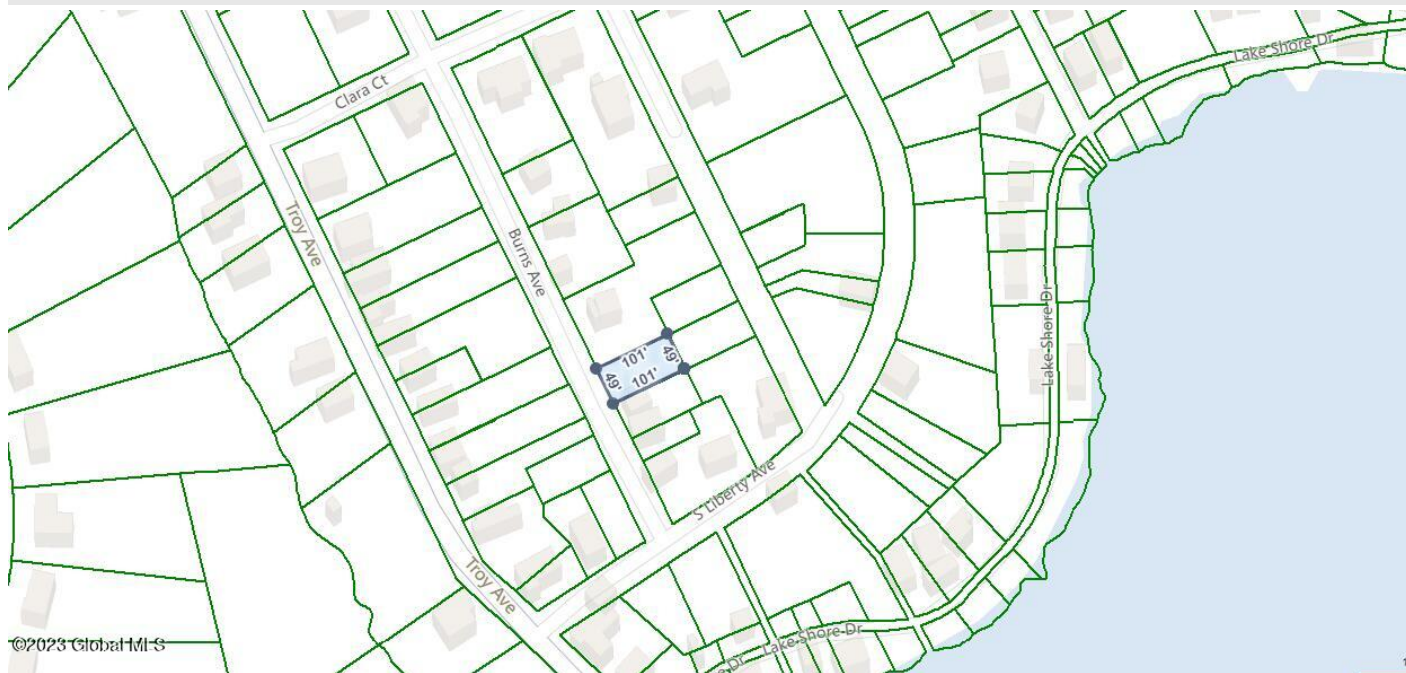 Lake Shore Dr
Clara Ct
Troy Ave
Burns Ave
Lake Shore Dr
101'
49'
49'
101'
S Liberty Ave
Troy Ave
Lake Shore Dr
Dr
©2023 Global MLS